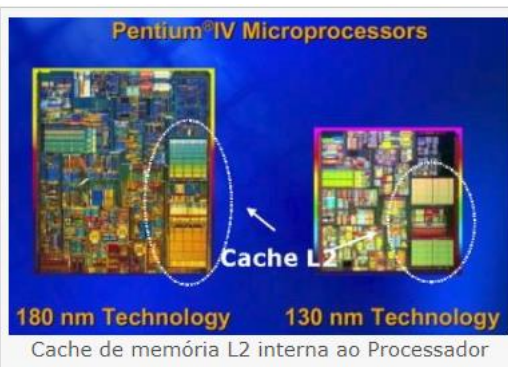 Pentium®IV Microprocessors
Cache L2
180 nm Technology
130 nm Technology
Cache de memória L2 interna ao Processador